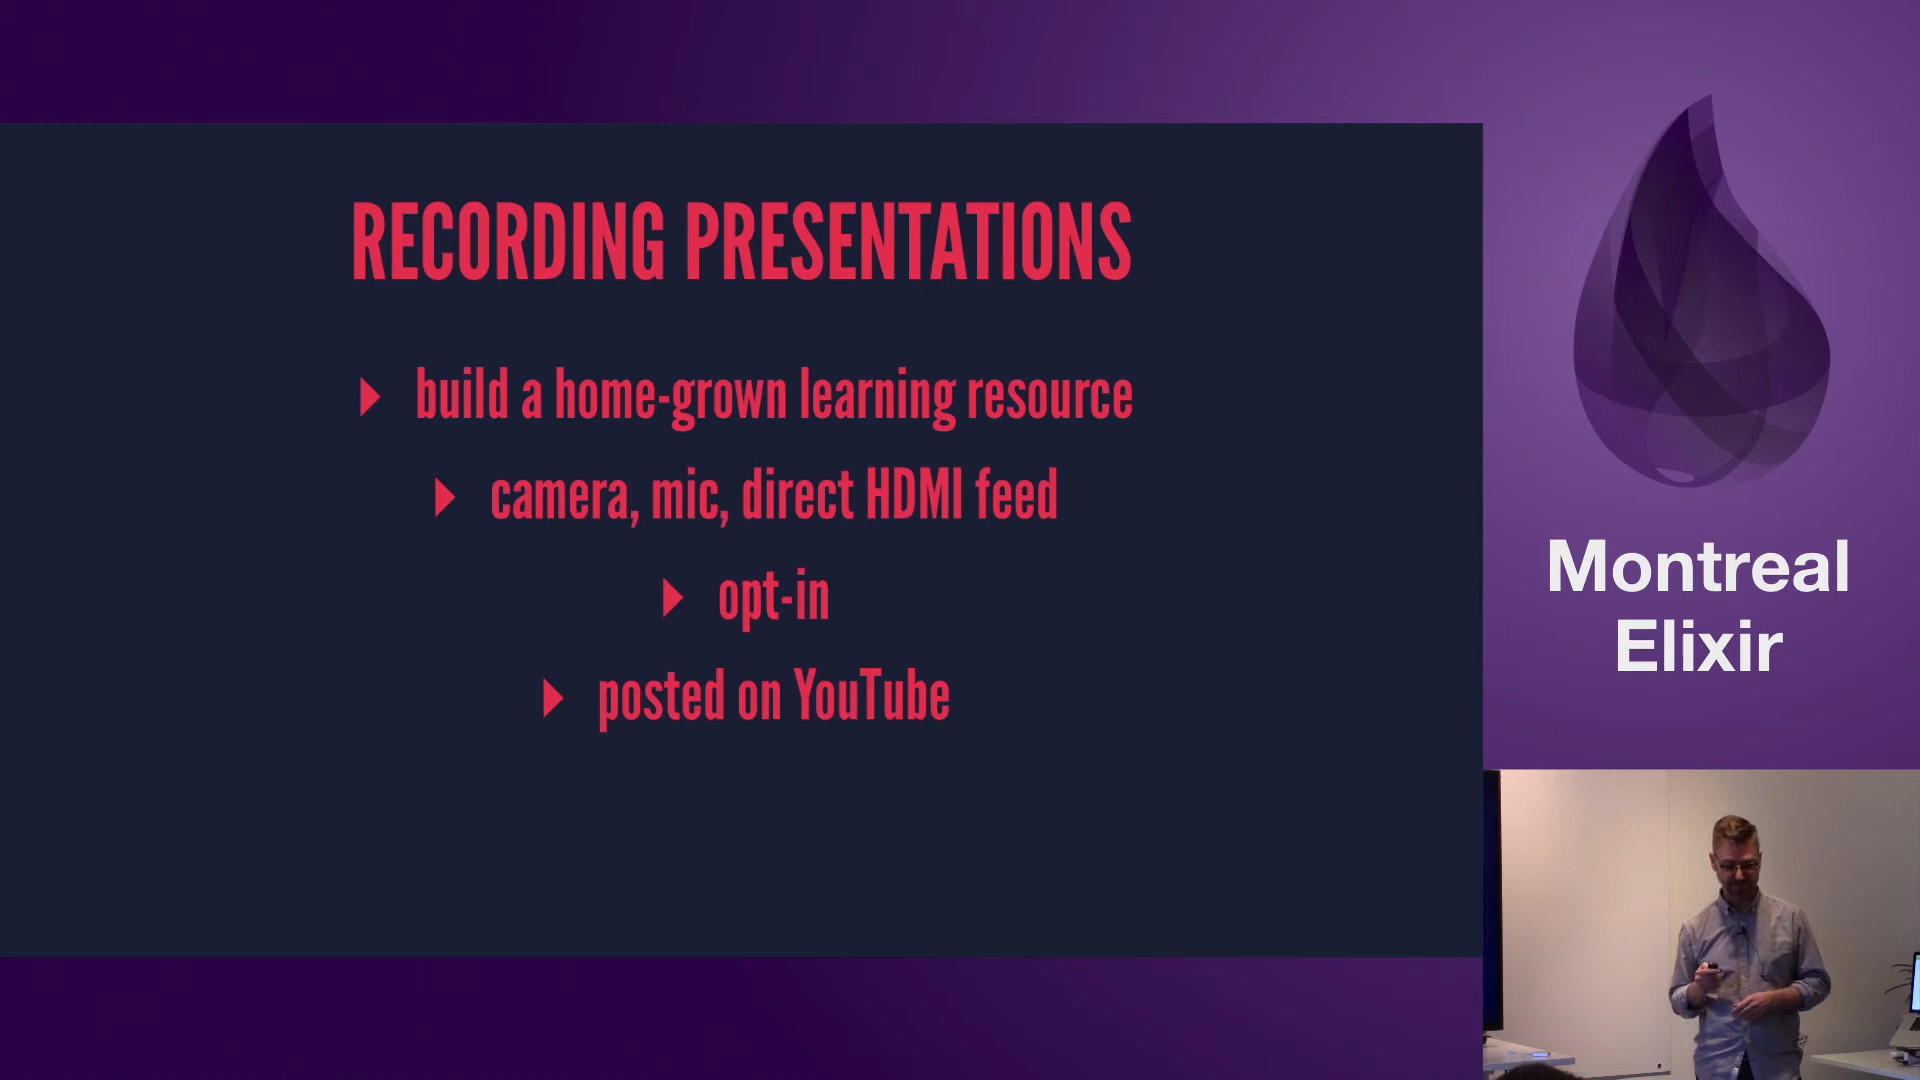 RECORDING PRESENTATIONS
build a home-grown learning resource
camera, mic, direct HDMI feed
opt-in
posted on YouTube
Montreal
Elixir